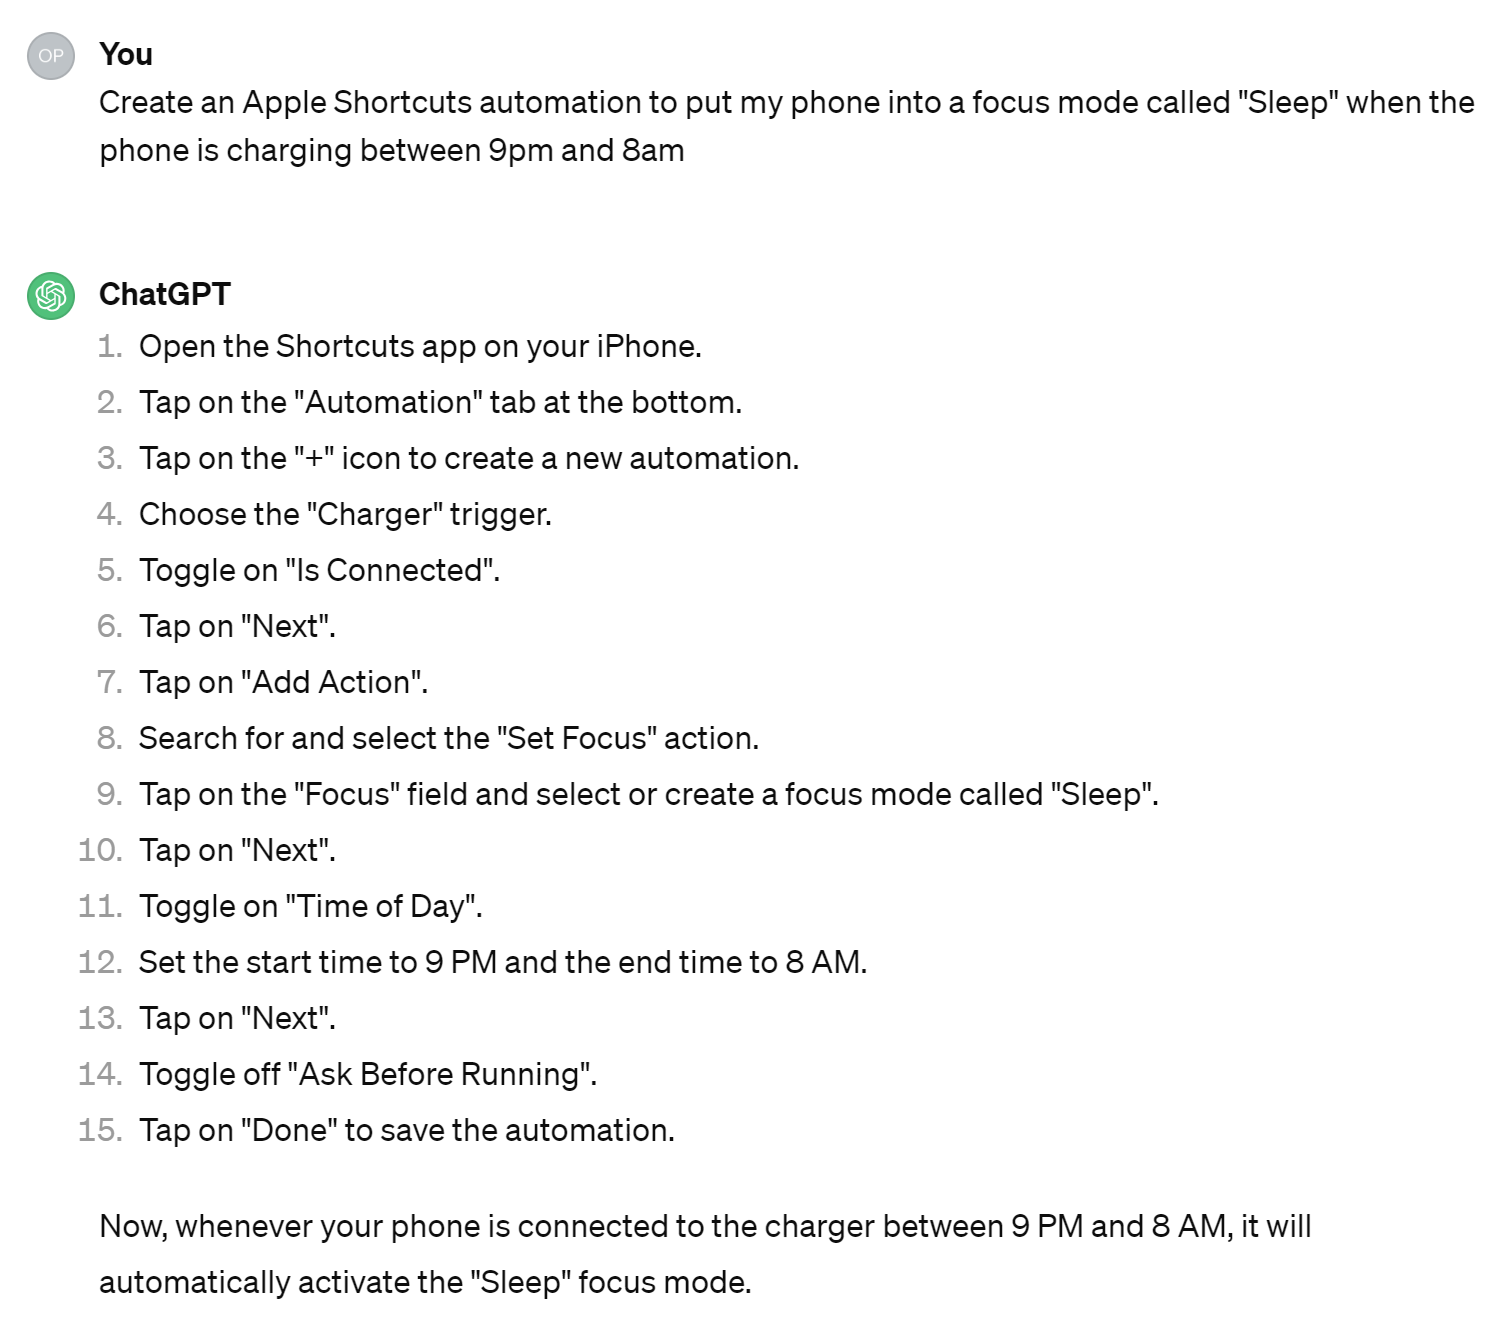 OP
You
Create an Apple Shortcuts automation to put my phone into a focus mode called "Sleep" when the
phone is charging between 9pm and 8am
ChatGPT
1. Open the Shortcuts app on your iPhone.
2. Tap on the "Automation" tab at the bottom.
3. Tap on the "+" icon to create a new automation.
4. Choose the "Charger" trigger.
5. Toggle on "Is Connected".
6. Tap on "Next".
7. Tap on "Add Action".
8. Search for and select the "Set Focus" action.
9. Tap on the "Focus" field and select or create a focus mode called "Sleep".
10. Tap on "Next".
11. Toggle on "Time of Day".
12. Set the start time to 9 PM and the end time to 8 AM.
13. Tap on "Next".
14. Toggle off "Ask Before Running".
15. Tap on "Done" to save the automation.
Now, whenever your phone is connected to the charger between 9 PM and 8 AM, it will
automatically activate the "Sleep" focus mode.